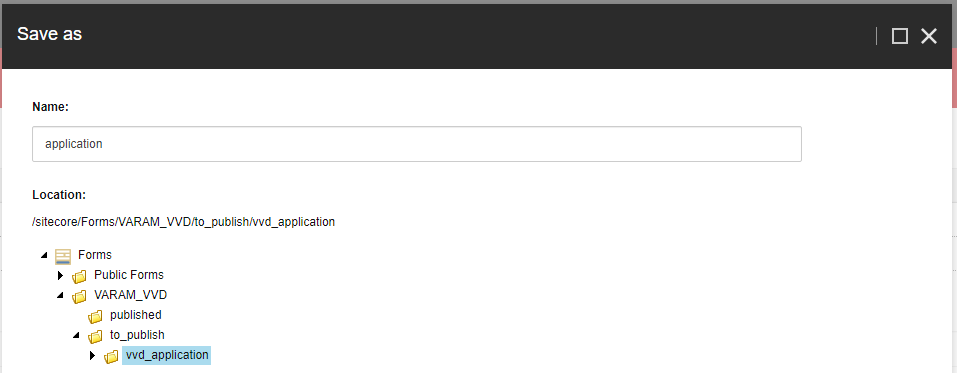 Save as
Name:
application
Location:
/sitecore/Forms/VARAM_VVD/to_publish/vvd_application
Forms
Public Forms
VARAM_VVD
published
to_publish
vvd_application